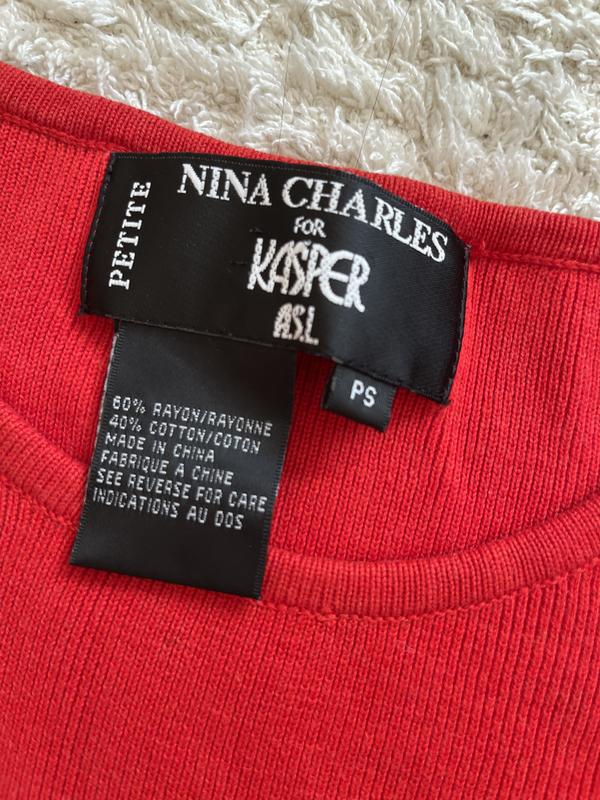 PETITE
NINA CHARLES
FOR
KASPER
A.S.L.
PS
60% RAYON/RAYONNE
40% COTTON/COTON
MADE IN CHINA
FABRIQUE A CHINE
SEE REVERSE FOR CARE
INDICATIONS AU DOS